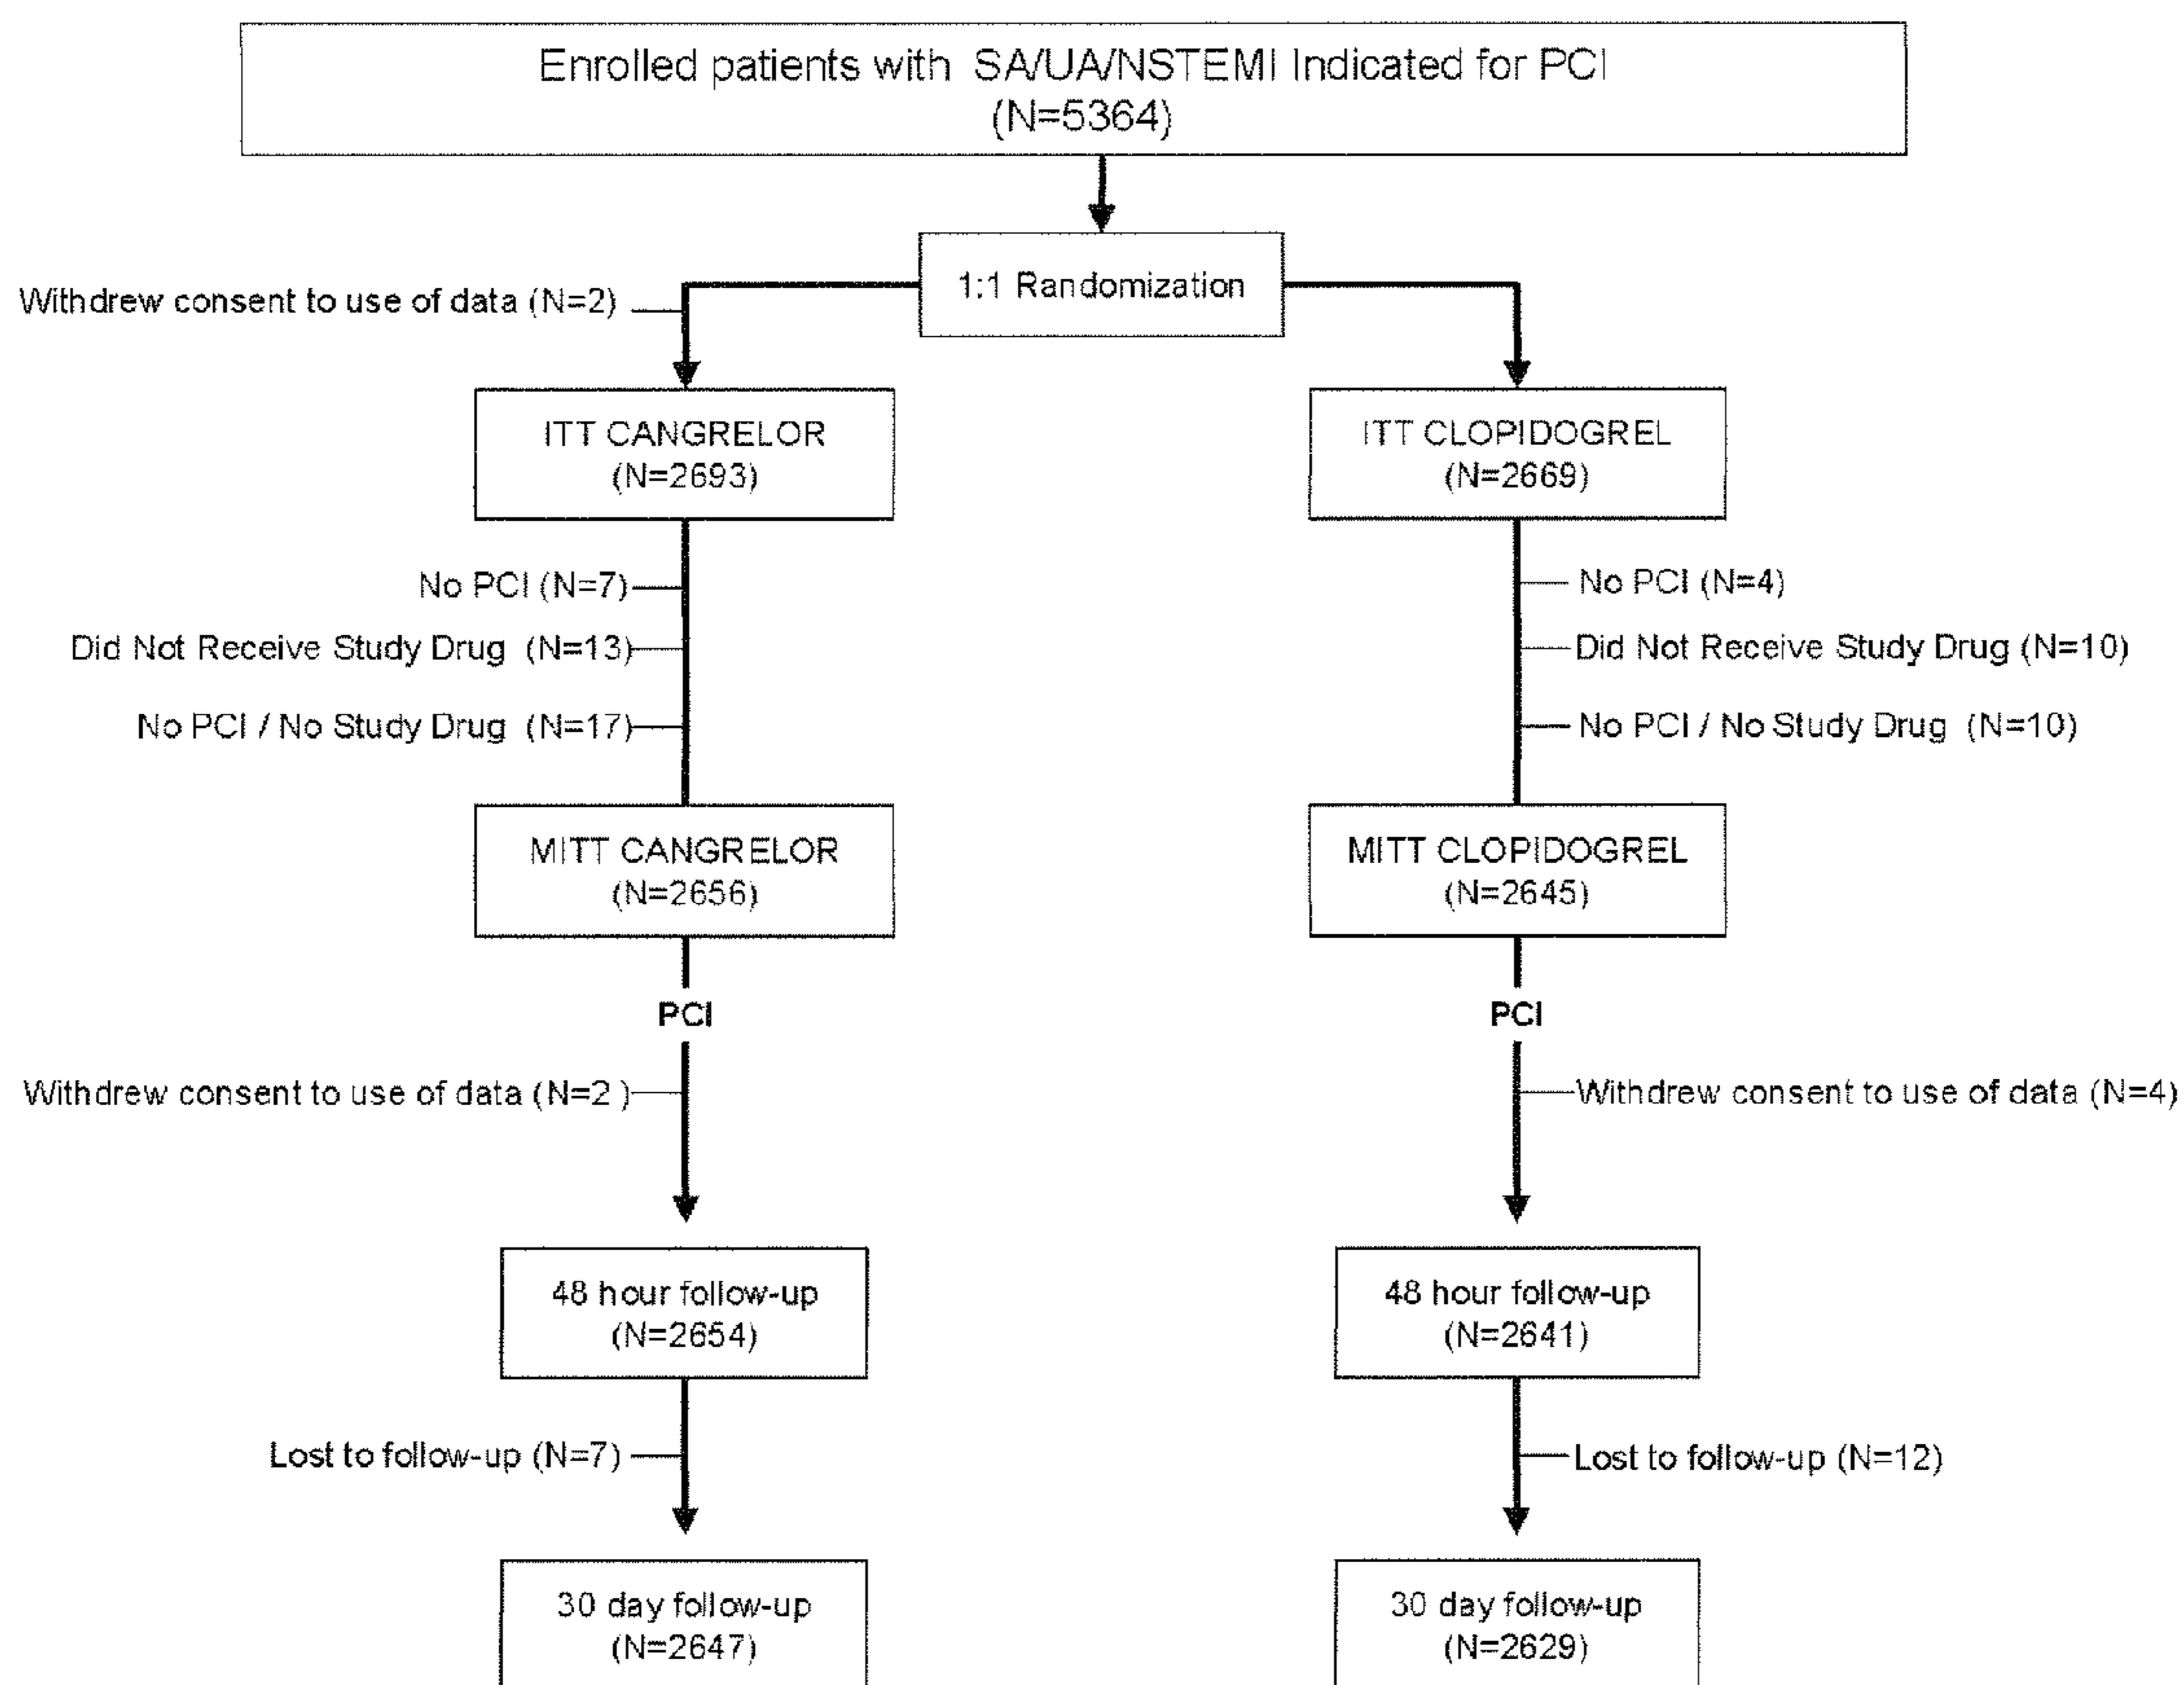 Enrolled patients with SA/UA/NSTEMI Indicated for PCI
(N=5364)
1:1 Randomization
Withdrew consent to use of data (N=2)
ITT CANGRELOR
(N=2693)
ITT CLOPIDOGREL
(N=2669)
No PCI (N=7)
No PCI (N=4)
Did Not Receive Study Drug (N=13)
Did Not Receive Study Drug (N=10)
No PCI / No Study Drug (N=17)
No PCI / No Study Drug (N=10)
MITT CANGRELOR
(N=2656)
MITT CLOPIDOGREL
(N=2645)
PCI
PCI
Withdrew consent to use of data (N=2 )
Withdrew consent to use of data (N=4)
48 hour follow-up
(N=2654)
48 hour follow-up
(N=2641)
Lost to follow-up (N=7)
Lost to follow-up (N=12)
30 day follow-up
(N=2647)
30 day follow-up
(N=2629)